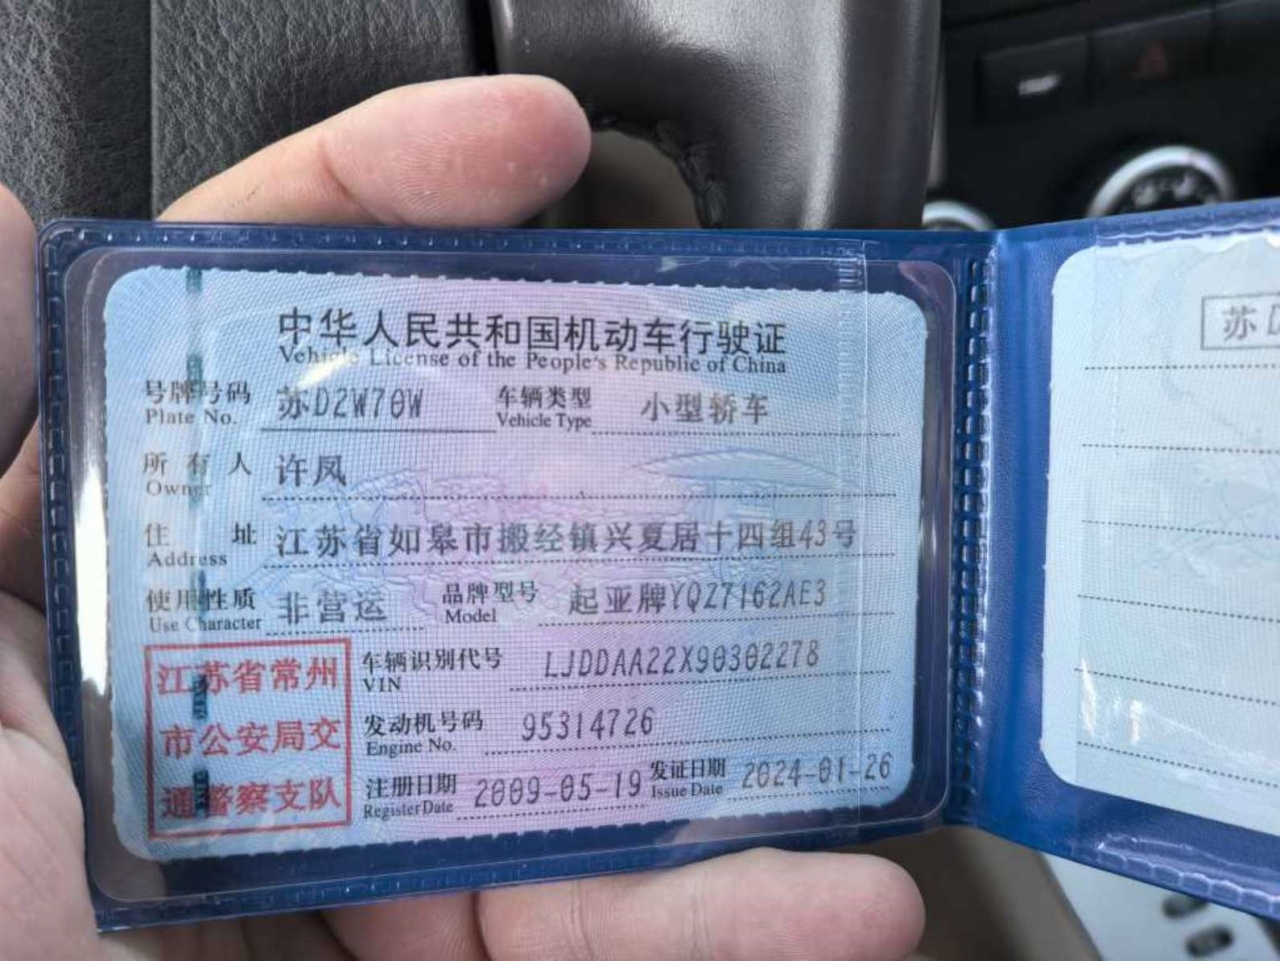 中华人民共和国机动车行驶证
Vehicle License of the People's Republic of China
号牌号码 苏D2W70W 车辆类型 小型轿车
Plate No. Vehicle Type
所有人 许凤
Owner
住址 江苏省如皋市搬经镇兴夏居十四组43号
Address
使用性质 非营运 品牌型号 起亚牌YQZ7162AE3
Use Character Model
江苏省常州
市公安局交
通警察支队
车辆识别代号 LJDDAA22X90302278
VIN
发动机号码 95314726
Engine No.
注册日期 2009-05-19 发证日期 2024-01-26
Register Date Issue Date
苏